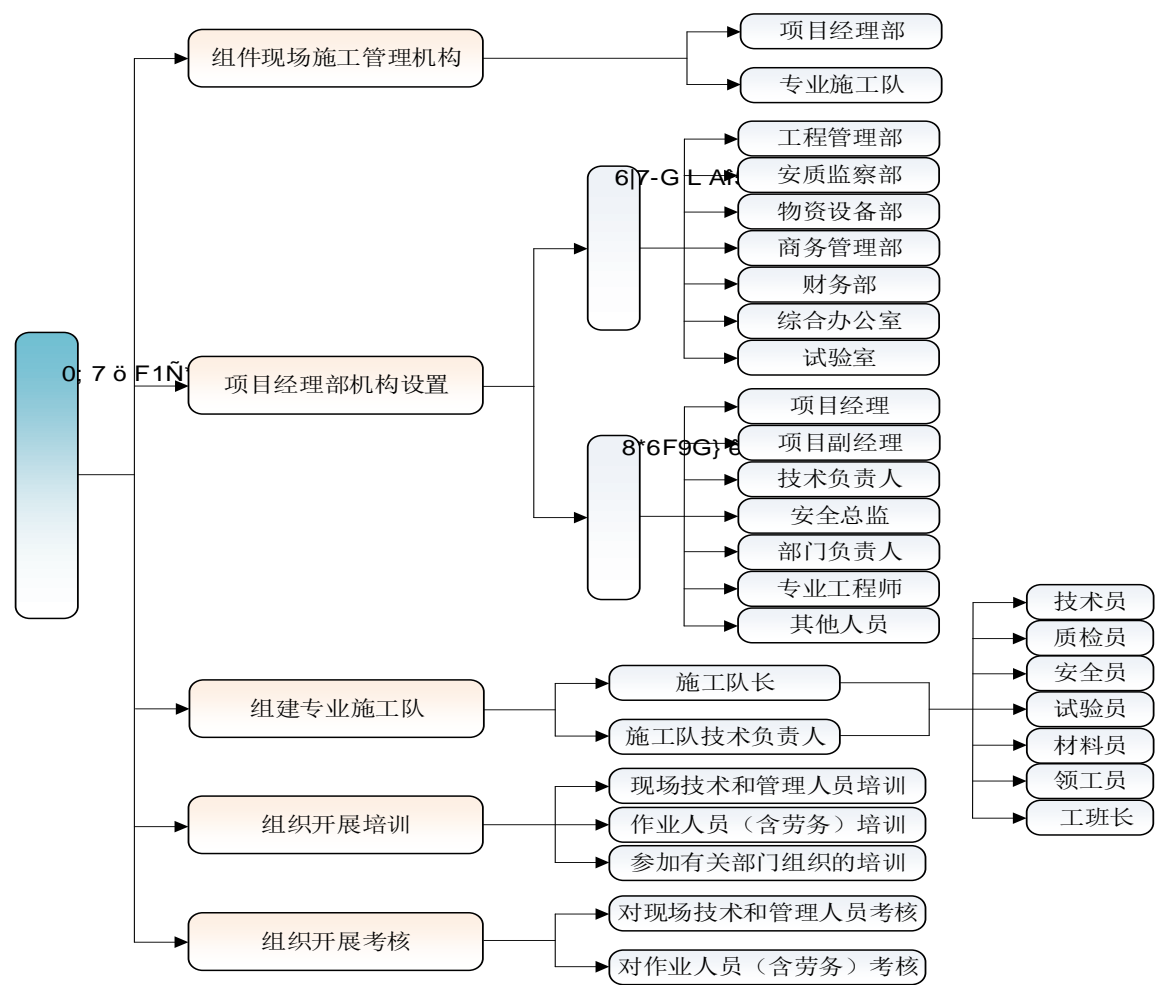 组件现场施工管理机构
项目经理部
专业施工队
0; 7 ö F1Ñ*
项目经理部机构设置
6|7-G L
工程管理部
安质监察部
物资设备部
商务管理部
财务部
综合办公室
试验室
8*6F9G}
项目经理
项目副经理
技术负责人
安全总监
部门负责人
专业工程师
其他人员
组建专业施工队
施工队长
施工队技术负责人
技术员
质检员
安全员
试验员
材料员
领工员
工班长
组织开展培训
现场技术和管理人员培训
作业人员（含劳务）培训
参加有关部门组织的培训
组织开展考核
对现场技术和管理人员考核
对作业人员（含劳务）考核